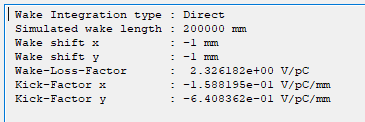 Wake Integration type : Direct
Simulated wake length : 200000 mm
Wake shift x : -1 mm
Wake shift y : -1 mm
Wake-Loss-Factor : 2.326182e+00 V/pC
Kick-Factor x : -1.588195e-01 V/pC/mm
Kick-Factor y : -6.408362e-01 V/pC/mm